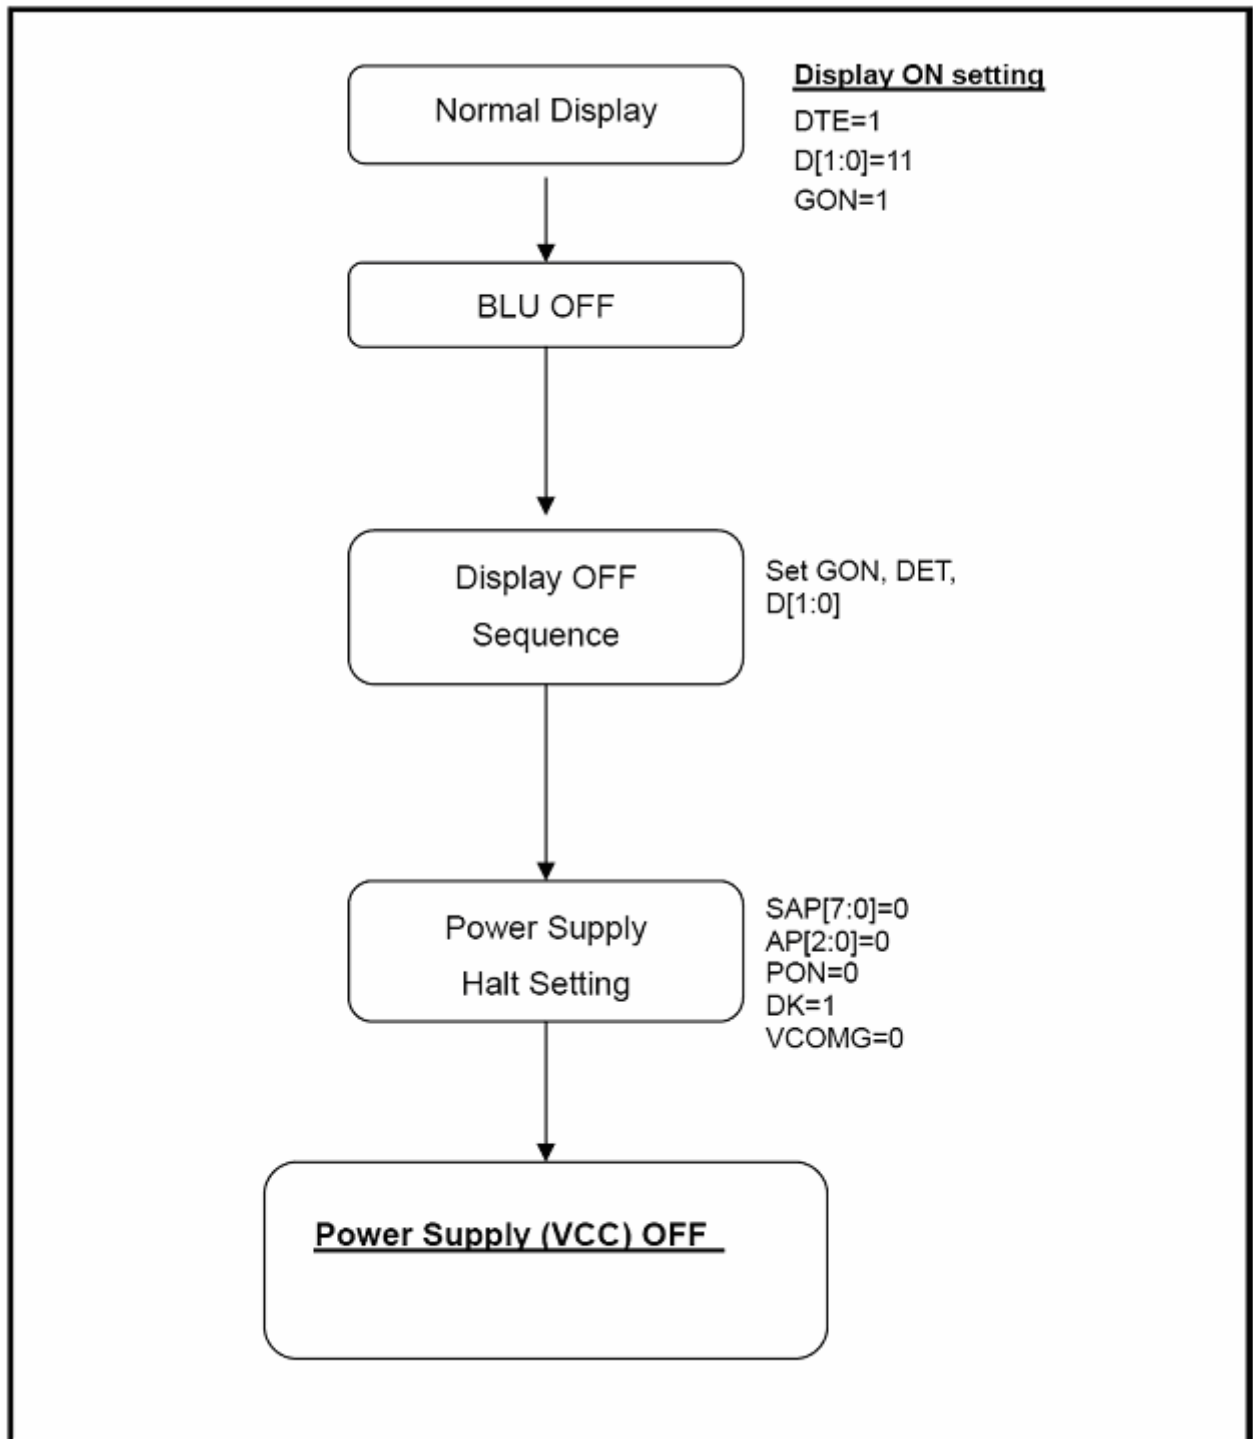 Normal Display
Display ON setting
DTE=1
D[1:0]=11
GON=1
BLU OFF
Display OFF
Sequence
Set GON, DET,
D[1:0]
Power Supply
Halt Setting
SAP[7:0]=0
AP[2:0]=0
PON=0
DK=1
VCOMG=0
Power Supply (VCC) OFF